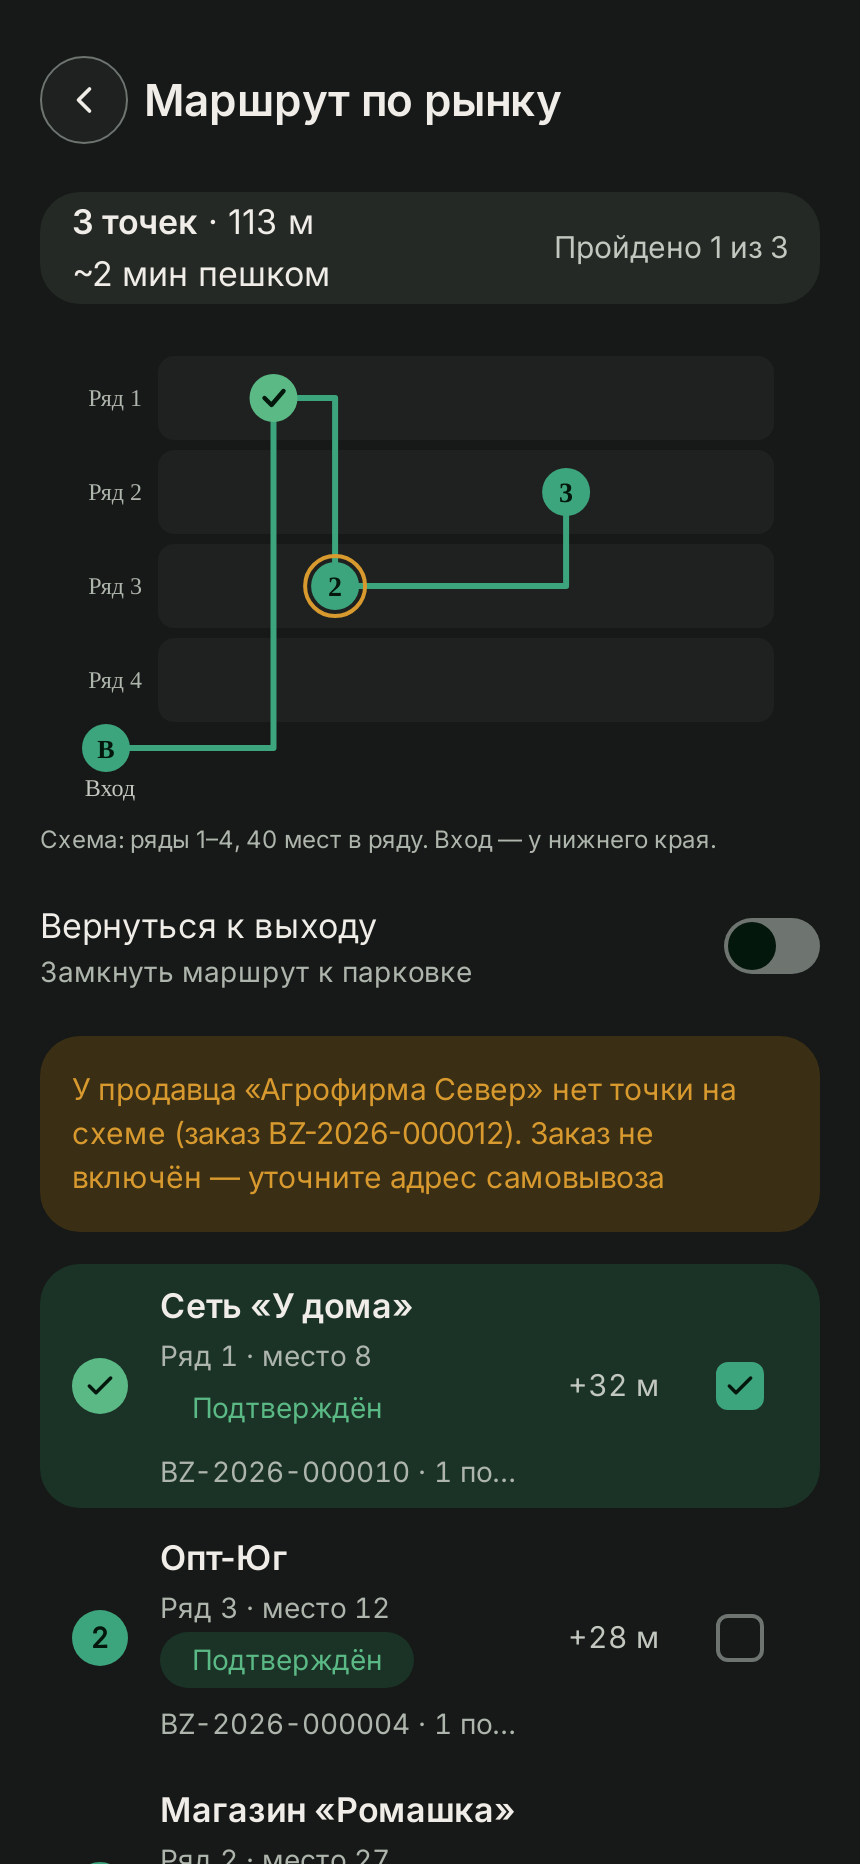 Маршрут по рынку
3 точек · 113 м
~2 мин пешком
Пройдено 1 из 3
Ряд 1
Ряд 2
3
Ряд 3
2
Ряд 4
В
Вход
Схема: ряды 1–4, 40 мест в ряду. Вход — у нижнего края.
Вернуться к выходу
Замкнуть маршрут к парковке
У продавца «Агрофирма Север» нет точки на
схеме (заказ BZ-2026-000012). Заказ не
включён — уточните адрес самовывоза
Сеть «У дома»
Ряд 1 · место 8
+32 м
Подтверждён
BZ-2026-000010 · 1 по...
Опт-Юг
Ряд 3 · место 12
2
+28 м
Подтверждён
BZ-2026-000004 · 1 по...
Магазин «Ромашка»
Ряд 2 · место 27